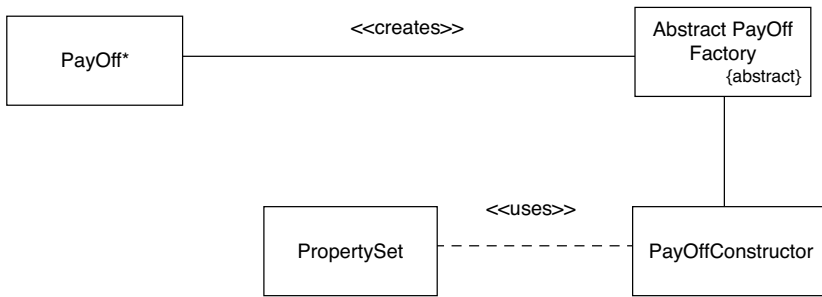 <<creates>>
PayOff*
Abstract PayOff
Factory
{abstract}
<<uses>>
PropertySet
PayOffConstructor